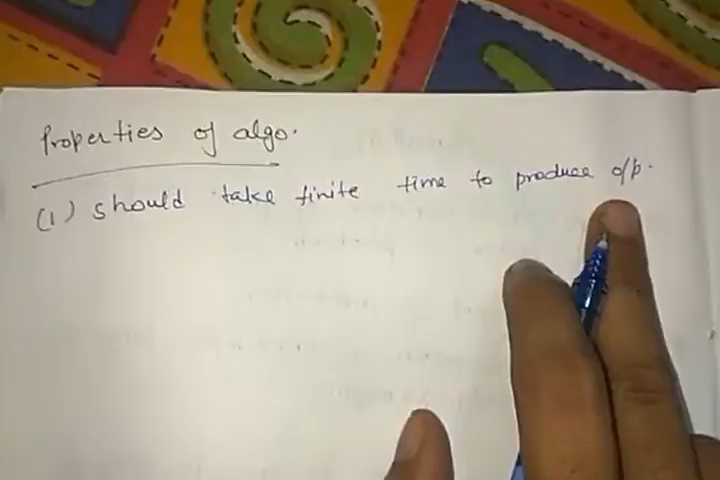 Properties of algo.
(1) should take finite time to produce o/p.